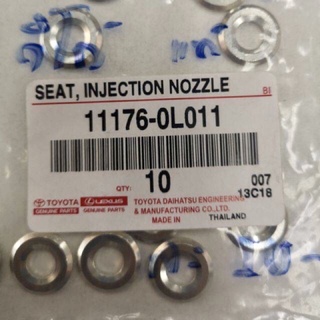 SEAT, INJECTION NOZZLE BI
11176-0L011
QTY: 10 007
13C18
TOYOTA LEXUS TOYOTA DAIHATSU ENGINEERING
GENUINE PARTS GENUINE PARTS & MANUFACTURING CO.,LTD.
MADE IN THAILAND